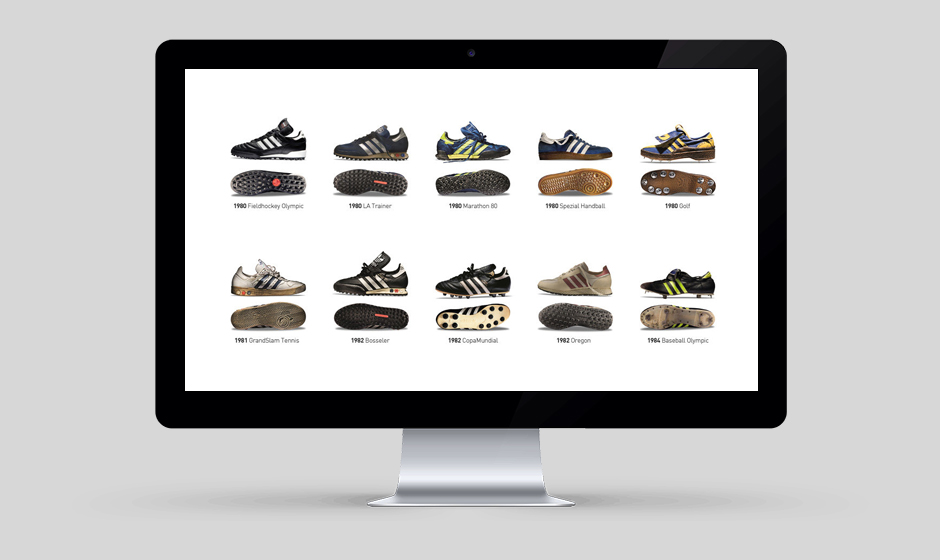 1980 Fieldhockey Olympic
1980 LA Trainer
1980 Marathon 80
1980 Spezial Handball
1980 Golf
1981 GrandSlam Tennis
1982 Bosseler
1982 CopaMundial
1982 Oregon
1984 Baseball Olympic